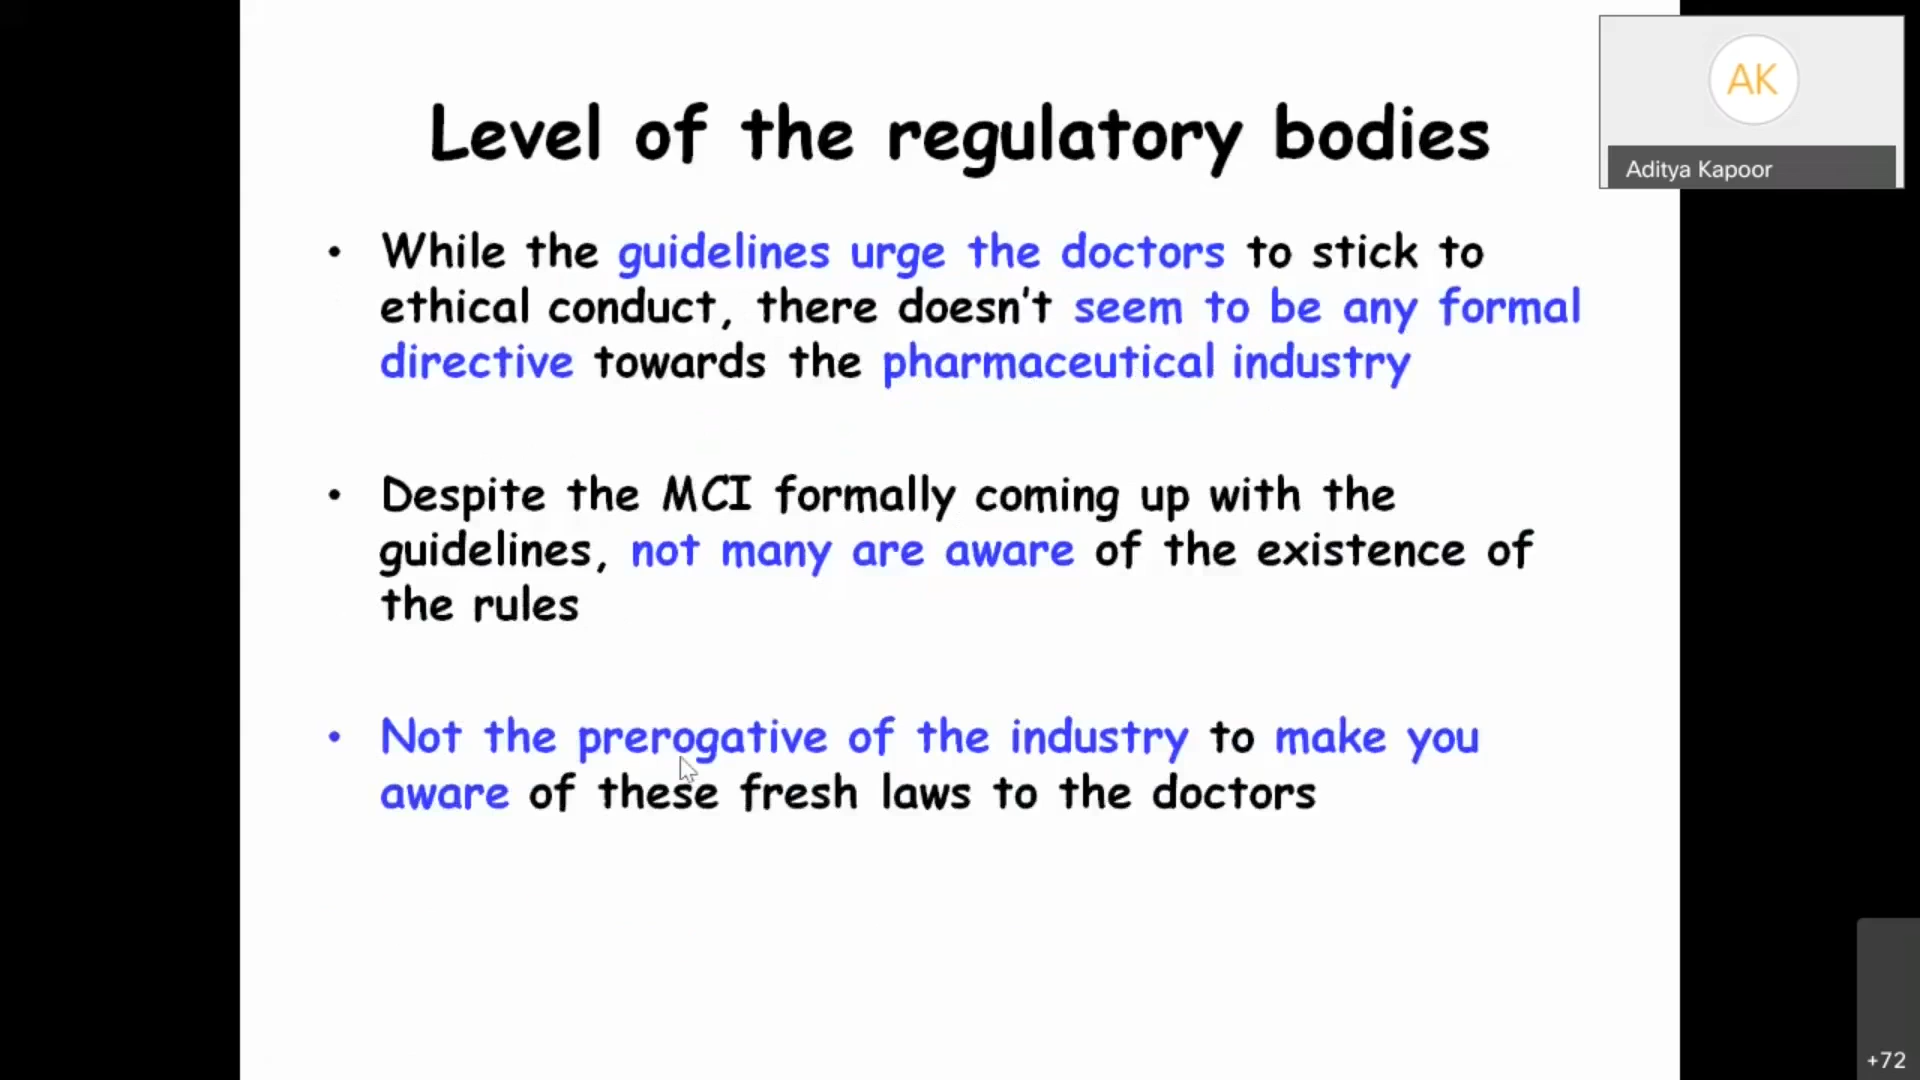 Level of the regulatory bodies
AK
Aditya Kapoor
• While the guidelines urge the doctors to stick to
ethical conduct, there doesn't seem to be any formal
directive towards the pharmaceutical industry
• Despite the MCI formally coming up with the
guidelines, not many are aware of the existence of
the rules
• Not the prerogative of the industry to make you
aware of these fresh laws to the doctors
+72